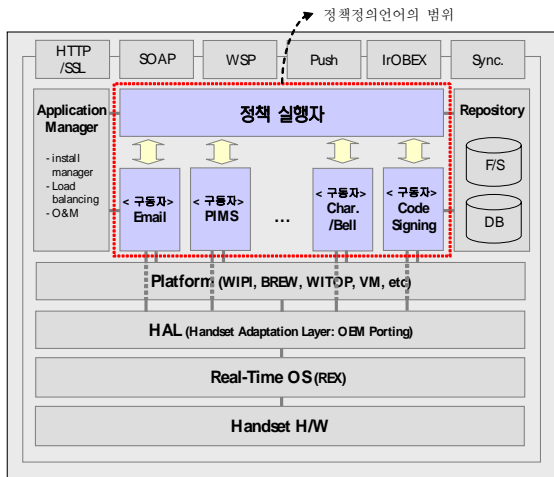 정책정의언어의 범위
HTTP
/SSL
SOAP
WSP
Push
IrOBEX
Sync.
Application
Manager
- install
manager
- Load
balancing
- O&M
정책 실행자
Repository
F/S
DB
< 구동자>
Email
< 구동자>
PIMS
...
< 구동자>
Char.
/Bell
< 구동자>
Code
Signing
Platform (WIPI, BREW, WITOP, VM, etc)
HAL (Handset Adaptation Layer: OEM Porting)
Real-Time OS (REX)
Handset H/W